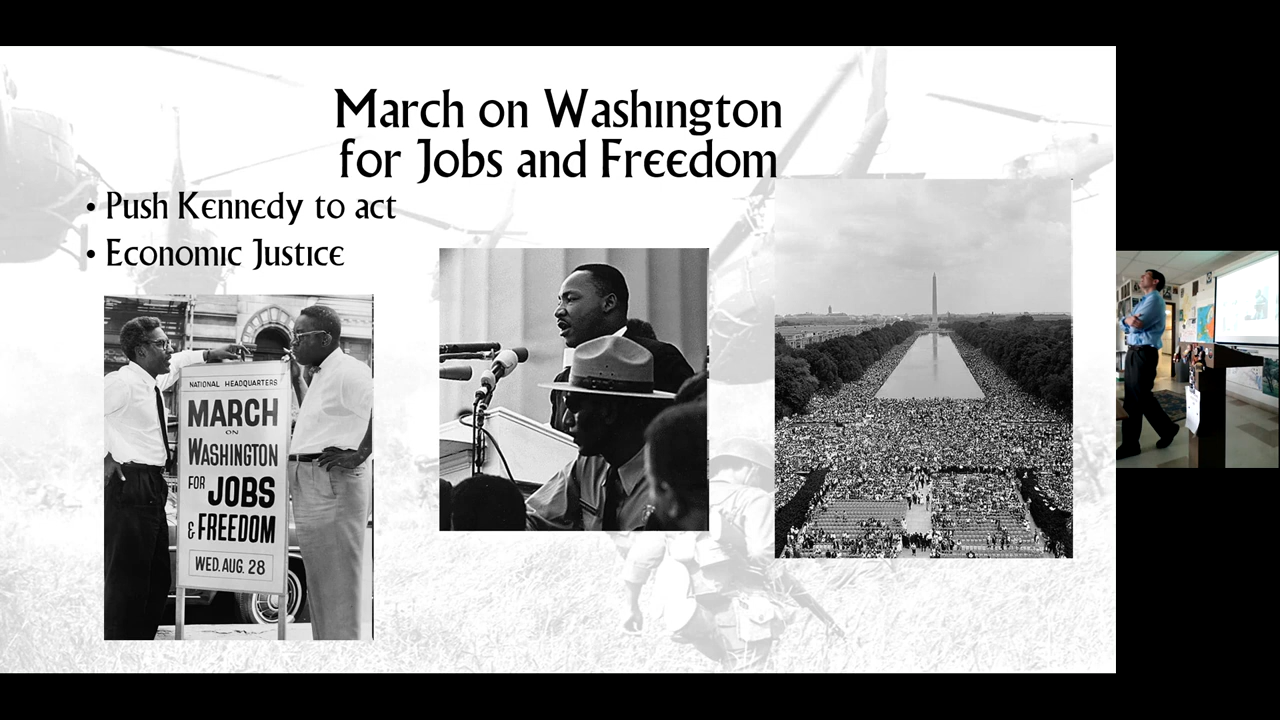 March on Washington
for Jobs and Freedom
• Push Kennedy to act
• Economic Justice
NATIONAL HEADQUARTERS
MARCH
ON
WASHINGTON
FOR JOBS
& FREEDOM
WED. AUG. 28